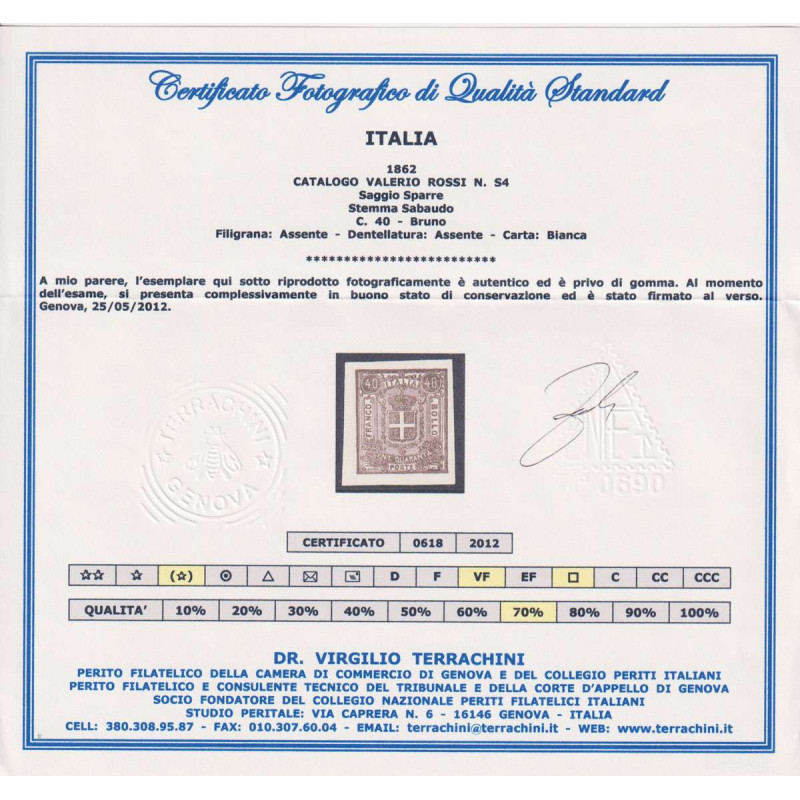 Certificato Fotografico di Qualità Standard
ITALIA
1862
CATALOGO VALERIO ROSSI N. S4
Saggio Sparre
Stemma Sabaudo
C. 40 - Bruno
Filigrana: Assente - Dentellatura: Assente - Carta: Bianca
**************************
A mio parere, l'esemplare qui sotto riprodotto fotograficamente è autentico ed è privo di gomma. Al momento
dell'esame, si presenta complessivamente in buono stato di conservazione ed è stato firmato al verso.
Genova, 25/05/2012.
40 ITALIA 40
FRANCO BOLLO
POSTE
TERRACHINI
GENOVA
0690
CERTIFICATO 0618 2012
☆☆ ☆ (☆) D F VF EF C CC CCC
QUALITA' 10% 20% 30% 40% 50% 60% 70% 80% 90% 100%
DR. VIRGILIO TERRACHINI
PERITO FILATELICO DELLA CAMERA DI COMMERCIO DI GENOVA E DEL COLLEGIO PERITI ITALIANI
PERITO FILATELICO E CONSULENTE TECNICO DEL TRIBUNALE E DELLA CORTE D'APPELLO DI GENOVA
SOCIO FONDATORE DEL COLLEGIO NAZIONALE PERITI FILATELICI ITALIANI
STUDIO PERITALE: VIA CAPRERA N. 6 - 16146 GENOVA - ITALIA
CELL: 380.308.95.87 - FAX: 010.307.60.04 - EMAIL: terrachini@terrachini.it - WEB: www.terrachini.it